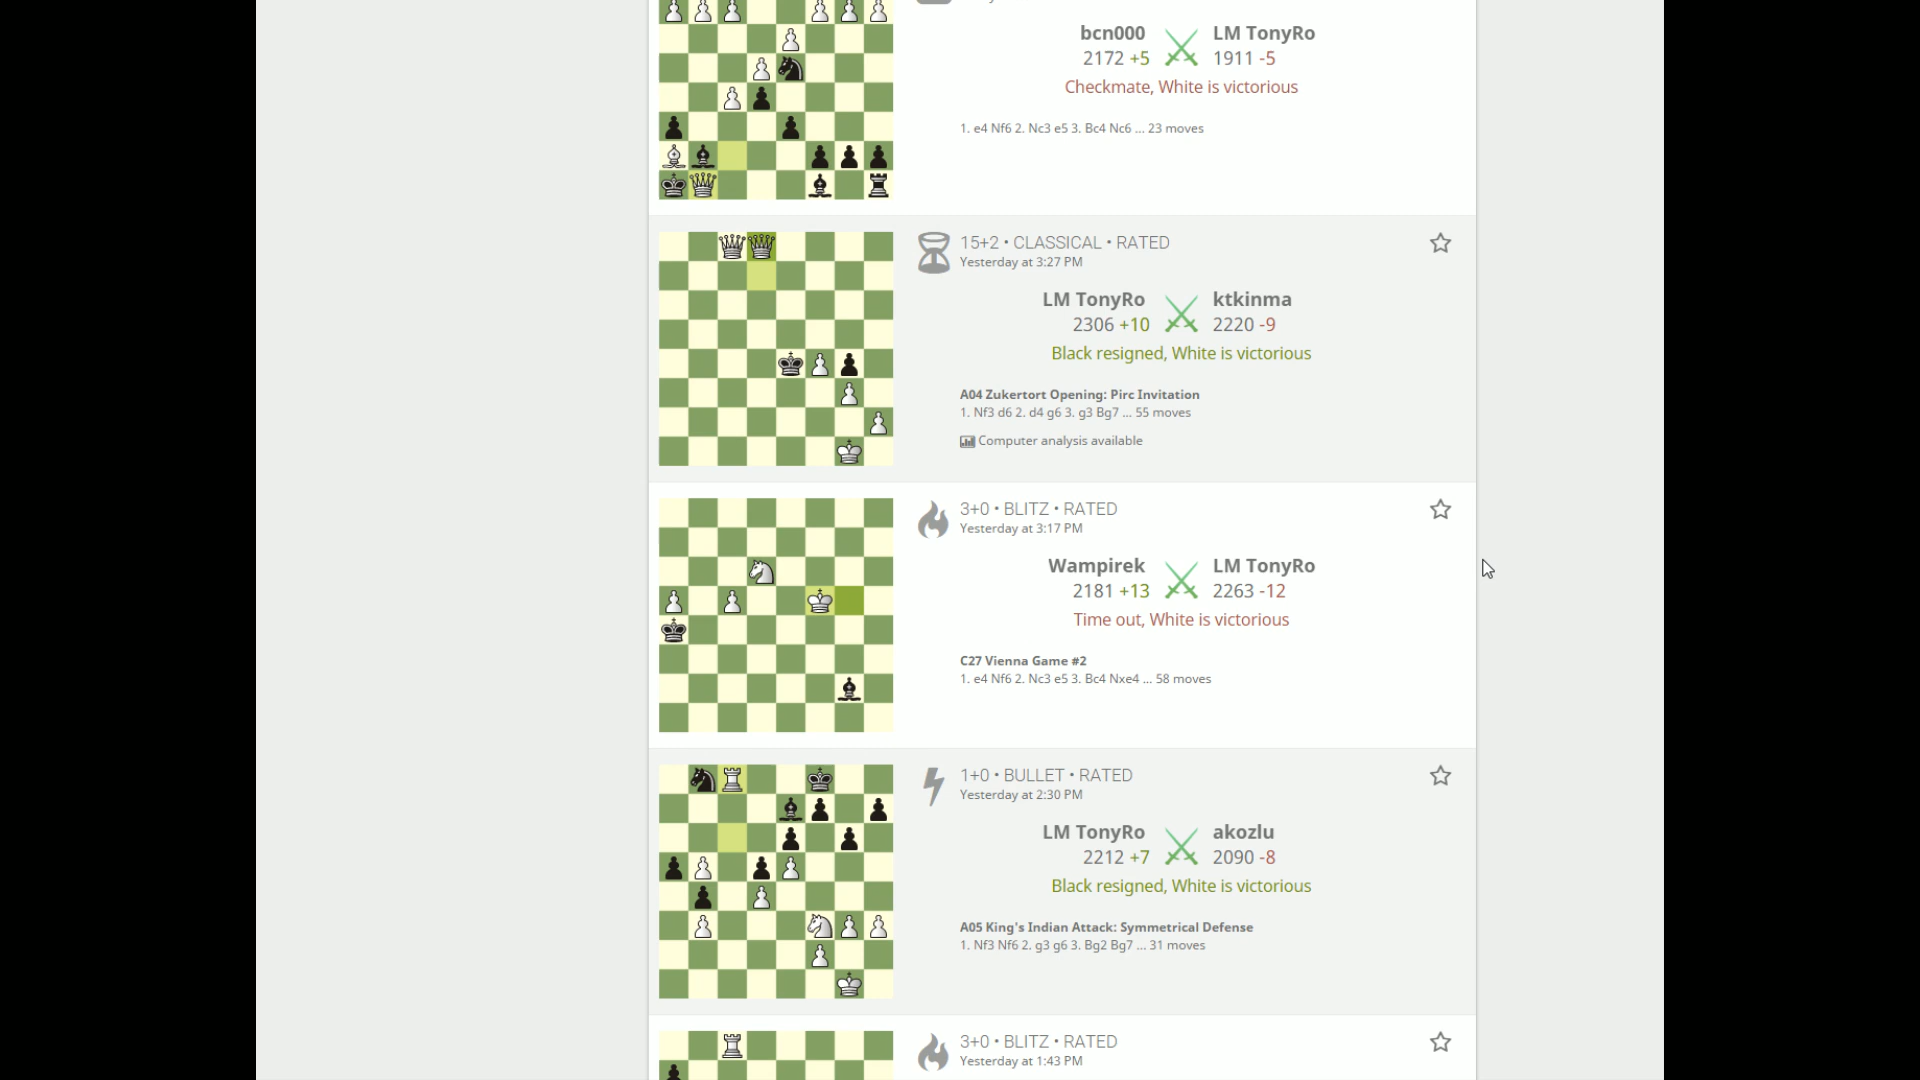 bcn000 LM TonyRo
2172 +5 1911 -5
Checkmate, White is victorious
1. e4 Nf6 2. Nc3 e5 3. Bc4 Nc6 ... 23 moves
15+2 • CLASSICAL • RATED
Yesterday at 3:27 PM
LM TonyRo ktkinma
2306 +10 2220 -9
Black resigned, White is victorious
A04 Zukertort Opening: Pirc Invitation
1. Nf3 d6 2. d4 g6 3. g3 Bg7 ... 55 moves
Computer analysis available
3+0 • BLITZ • RATED
Yesterday at 3:17 PM
Wampirek LM TonyRo
2181 +13 2263 -12
Time out, White is victorious
C27 Vienna Game #2
1. e4 Nf6 2. Nc3 e5 3. Bc4 Nxe4 ... 58 moves
1+0 • BULLET • RATED
Yesterday at 2:30 PM
LM TonyRo akozlu
2212 +7 2090 -8
Black resigned, White is victorious
A05 King's Indian Attack: Symmetrical Defense
1. Nf3 Nf6 2. g3 g6 3. Bg2 Bg7 ... 31 moves
3+0 • BLITZ • RATED
Yesterday at 1:43 PM